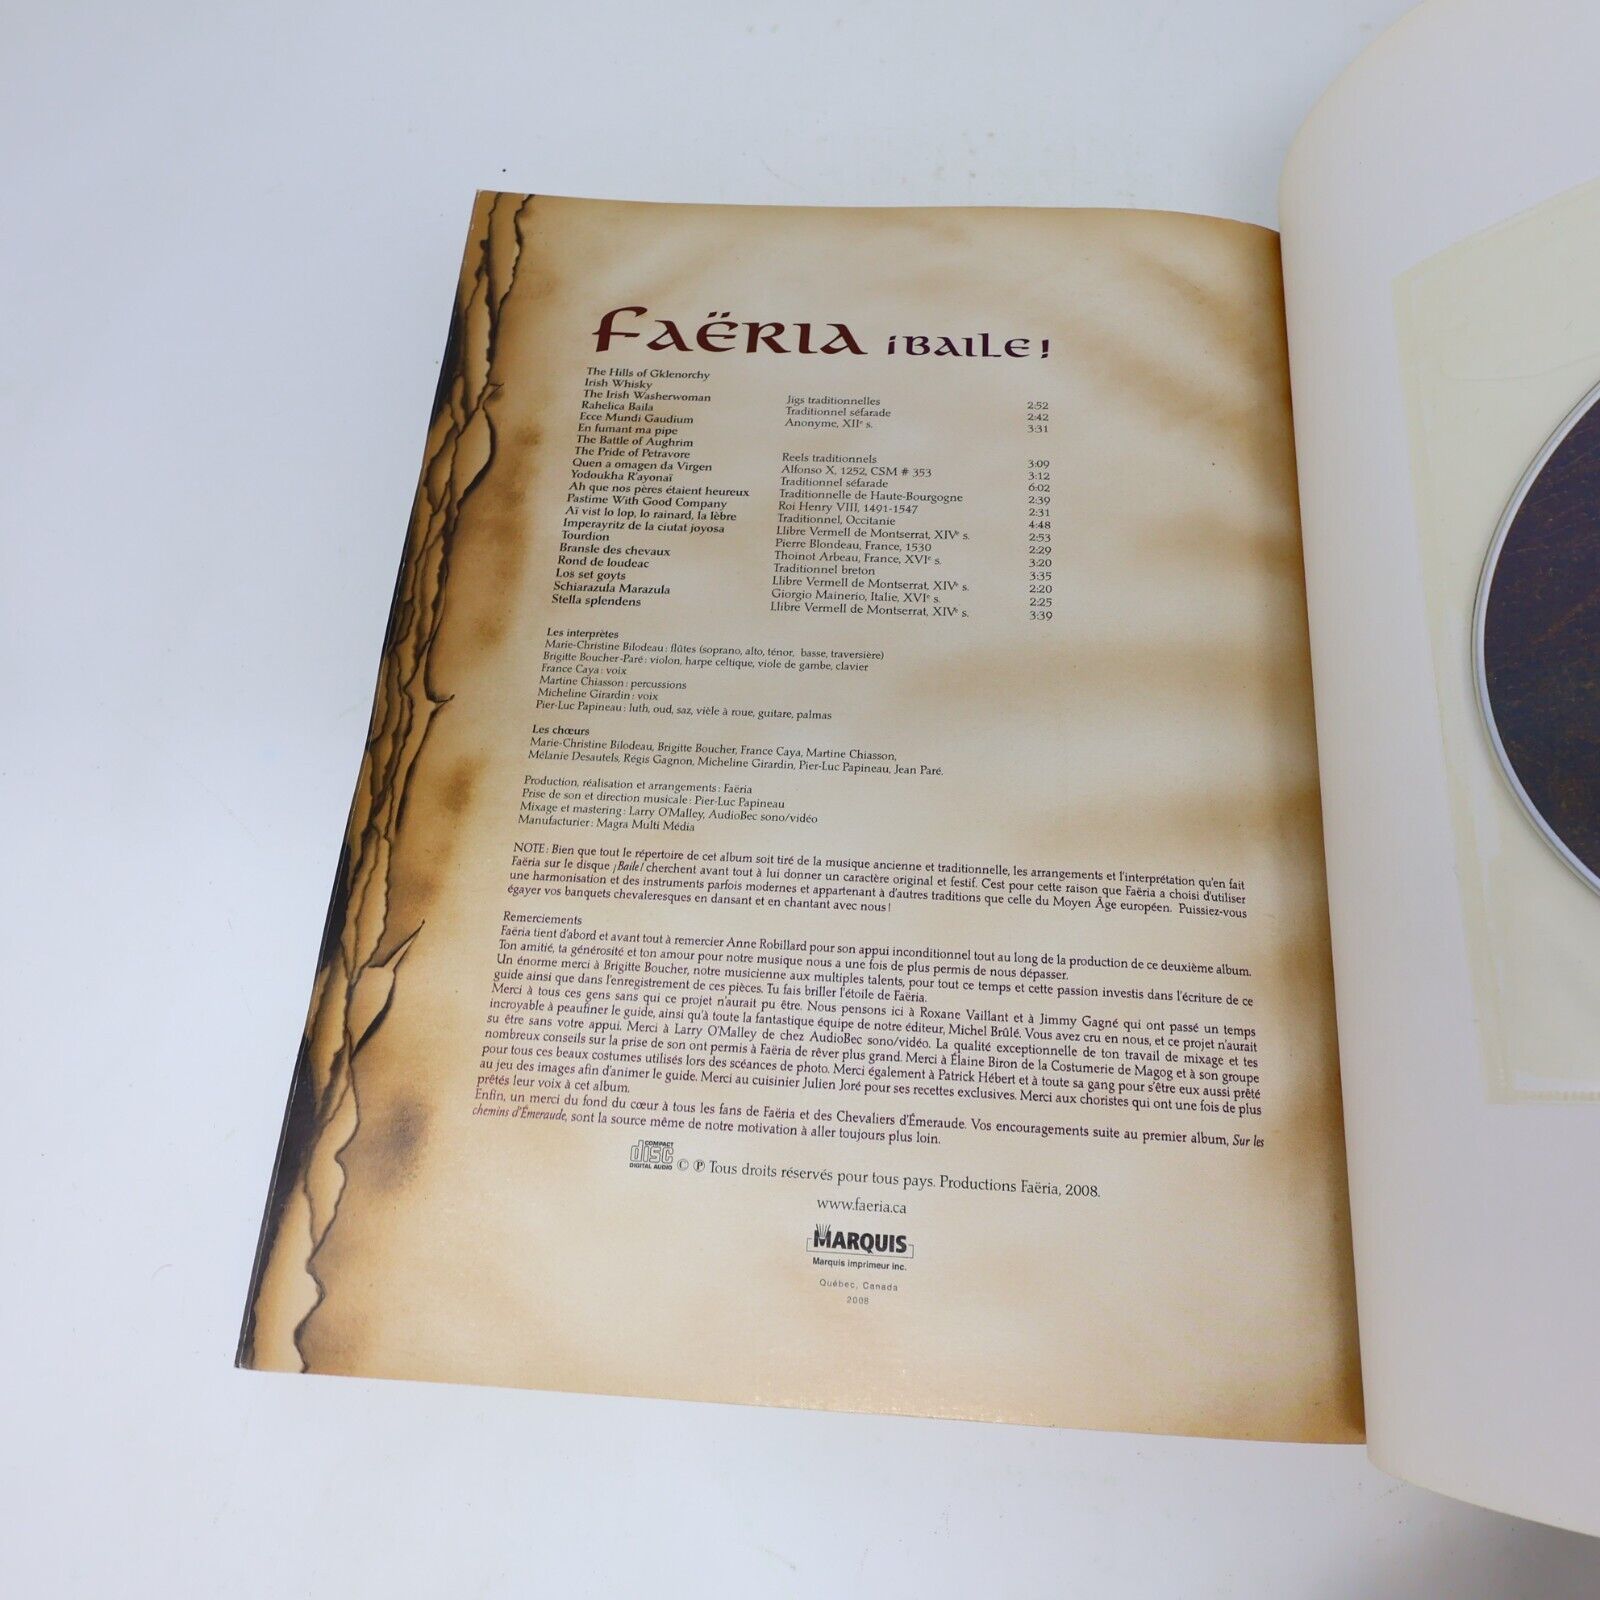 FAËRIA ¡BAILE!
The Hills of Gklenorchy
Irish Whisky
The Irish Washerwoman Jigs traditionnelles 2:52
Rahelica Baila Traditionnel séfarade 2:42
Ecce Mundi Gaudium Anonyme, XIIe s. 3:31
En fumant ma pipe
The Battle of Aughrim
The Pride of Petravore Reels traditionnels 3:09
Quen a omagen da Virgen Alfonso X, 1252, CSM # 353 3:12
Yodoukha R'ayonaï Traditionnel séfarade 6:02
Ah que nos pères étaient heureux Traditionnelle de Haute-Bourgogne 2:39
Pastime With Good Company Roi Henry VIII, 1491-1547 2:31
Aï vist lo lop, lo rainard, la lèbre Traditionnel, Occitanie 4:48
Imperayritz de la ciutat joyosa Llibre Vermell de Montserrat, XIVe s. 2:53
Tourdion Pierre Blondeau, France, 1530 2:29
Bransle des chevaux Thoinot Arbeau, France, XVIe s. 3:20
Rond de loudeac Traditionnel breton 3:35
Los set goyts Llibre Vermell de Montserrat, XIVe s. 2:20
Schiarazula Marazula Giorgio Mainerio, Italie, XVIe s. 2:25
Stella splendens Llibre Vermell de Montserrat, XIVe s. 3:39
Les interprètes
Marie-Christine Bilodeau : flûtes (soprano, alto, ténor, basse, traversière)
Brigitte Boucher-Paré : violon, harpe celtique, viole de gambe, clavier
France Caya : voix
Martine Chiasson : percussions
Micheline Girardin : voix
Pier-Luc Papineau : luth, oud, saz, vièle à roue, guitare, palmas
Les chœurs
Marie-Christine Bilodeau, Brigitte Boucher, France Caya, Martine Chiasson,
Mélanie Desautels, Régis Gagnon, Micheline Girardin, Pier-Luc Papineau, Jean Paré.
Production, réalisation et arrangements : Faëria
Prise de son et direction musicale : Pier-Luc Papineau
Mixage et mastering : Larry O'Malley, AudioBec sono/vidéo
Manufacturier : Magra Multi Média
NOTE : Bien que tout le répertoire de cet album soit tiré de la musique ancienne et traditionnelle, les arrangements et l'interprétation qu'en fait
Faëria sur le disque ¡Baile! cherchent avant tout à lui donner un caractère original et festif. C'est pour cette raison que Faëria a choisi d'utiliser
une harmonisation et des instruments parfois modernes et appartenant à d'autres traditions que celle du Moyen Âge européen. Puissiez-vous
égayer vos banquets chevaleresques en dansant et en chantant avec nous !
Remerciements
Faëria tient d'abord et avant tout à remercier Anne Robillard pour son appui inconditionnel tout au long de la production de ce deuxième album.
Ton amitié, ta générosité et ton amour pour notre musique nous a une fois de plus permis de nous dépasser.
Un énorme merci à Brigitte Boucher, notre musicienne aux multiples talents, pour tout ce temps et cette passion investis dans l'écriture de ce
guide ainsi que dans l'enregistrement de ces pièces. Tu fais briller l'étoile de Faëria.
Merci à tous ces gens sans qui ce projet n'aurait pu être. Nous pensons ici à Roxane Vaillant et à Jimmy Gagné qui ont passé un temps
incroyable à peaufiner le guide, ainsi qu'à toute la fantastique équipe de notre éditeur, Michel Brûlé. Vous avez cru en nous, et ce projet n'aurait
su être sans votre appui. Merci à Larry O'Malley de chez AudioBec sono/vidéo. La qualité exceptionnelle de ton travail de mixage et tes
nombreux conseils sur la prise de son ont permis à Faëria de rêver plus grand. Merci à Élaine Biron de la Costumerie de Magog et à son groupe
pour tous ces beaux costumes utilisés lors des scéances de photo. Merci également à Patrick Hébert et à toute sa gang pour s'être eux aussi prêté
au jeu des images afin d'animer le guide. Merci au cuisinier Julien Joré pour ses recettes exclusives. Merci aux choristes qui ont une fois de plus
prêtés leur voix à cet album.
Enfin, un merci du fond du cœur à tous les fans de Faëria et des Chevaliers d'Émeraude. Vos encouragements suite au premier album, Sur les
chemins d'Émeraude, sont la source même de notre motivation à aller toujours plus loin.
COMPACT disc DIGITAL AUDIO © ℗ Tous droits réservés pour tous pays. Productions Faëria, 2008.
www.faeria.ca
MARQUIS
Marquis imprimeur inc.
Québec, Canada
2008